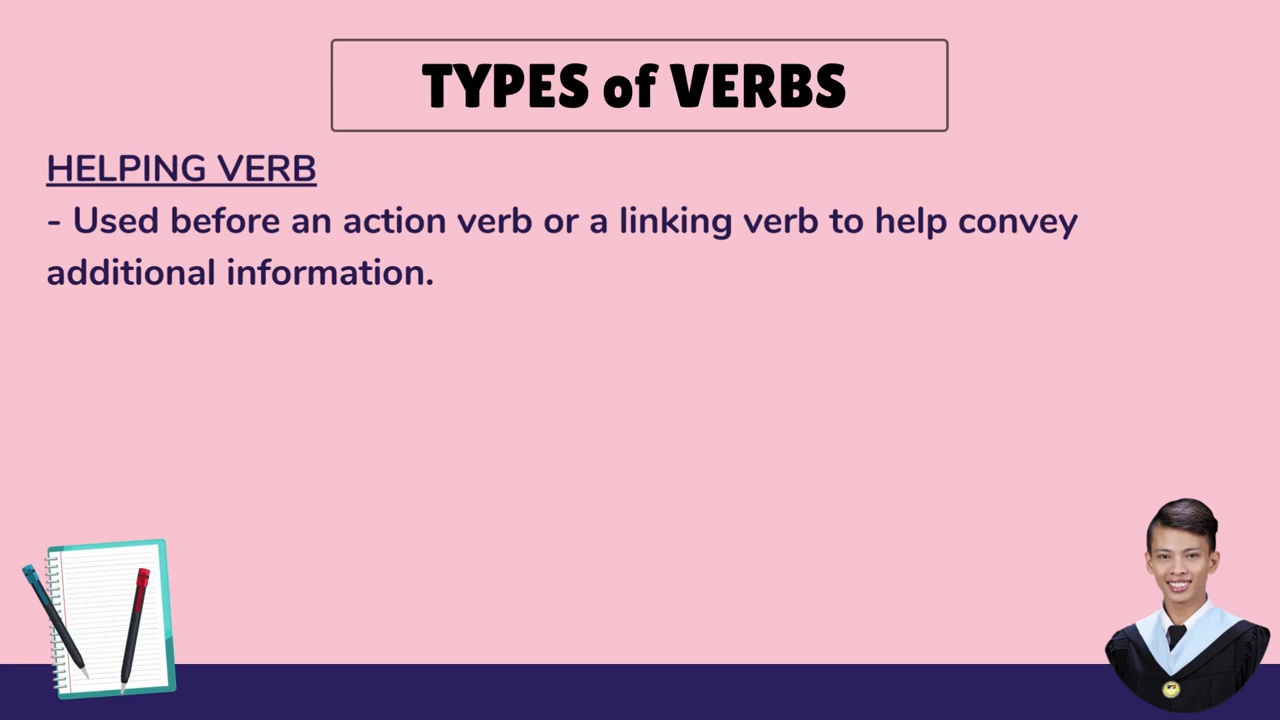 TYPES of VERBS
HELPING VERB
- Used before an action verb or a linking verb to help convey
additional information.